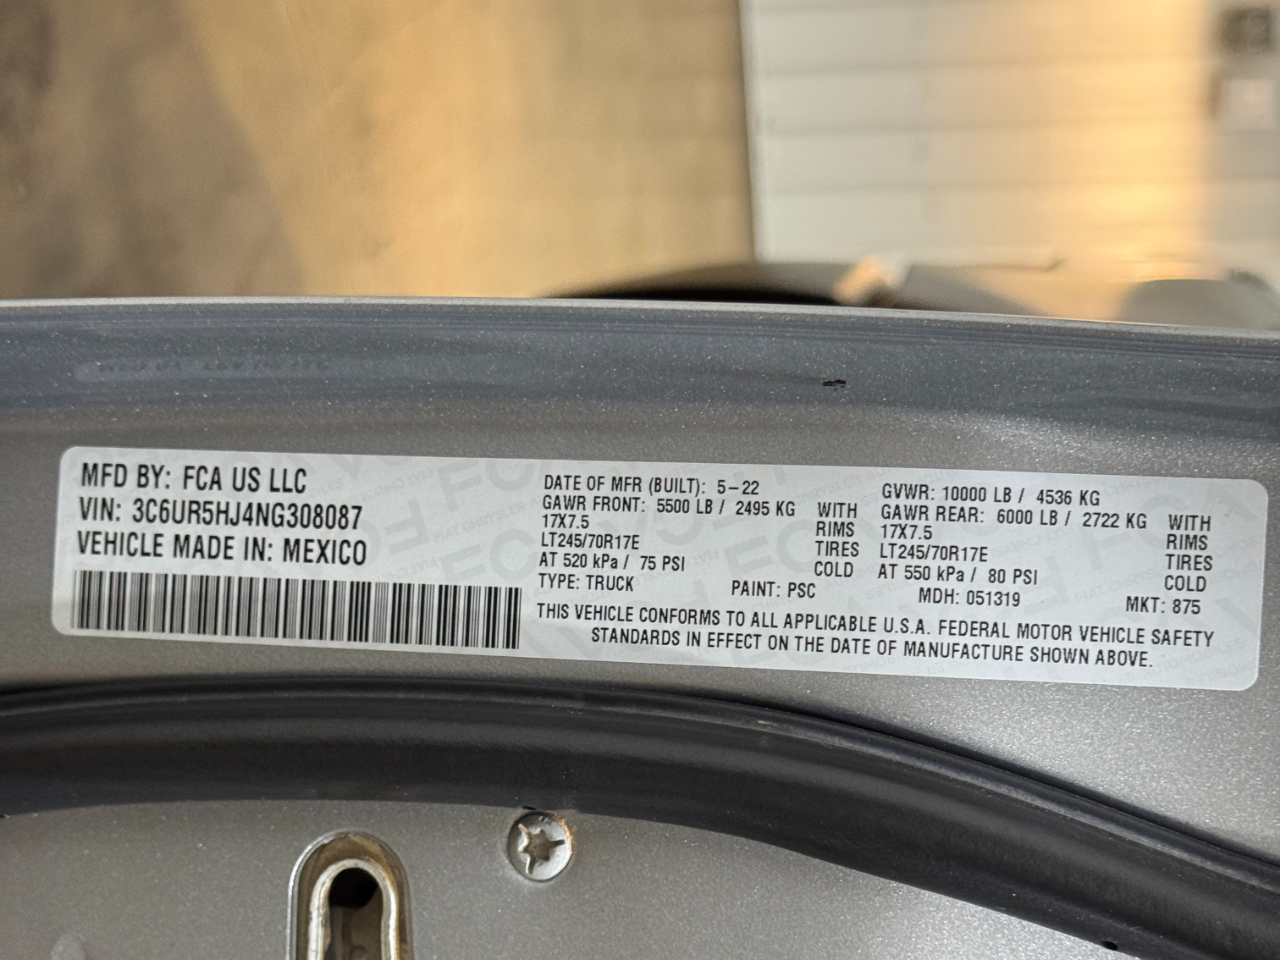 MFD BY: FCA US LLC
VIN: 3C6UR5HJ4NG308087
VEHICLE MADE IN: MEXICO
DATE OF MFR (BUILT): 5-22
GAWR FRONT: 5500 LB / 2495 KG WITH
17X7.5 RIMS
LT245/70R17E TIRES
AT 520 kPa / 75 PSI COLD
TYPE: TRUCK PAINT: PSC
GVWR: 10000 LB / 4536 KG
GAWR REAR: 6000 LB / 2722 KG WITH
17X7.5 RIMS
LT245/70R17E TIRES
AT 550 kPa / 80 PSI COLD
MDH: 051319 MKT: 875
THIS VEHICLE CONFORMS TO ALL APPLICABLE U.S.A. FEDERAL MOTOR VEHICLE SAFETY
STANDARDS IN EFFECT ON THE DATE OF MANUFACTURE SHOWN ABOVE.